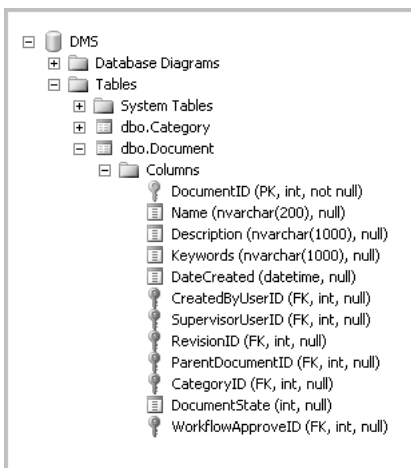 DMS
Database Diagrams
Tables
System Tables
dbo.Category
dbo.Document
Columns
DocumentID (PK, int, not null)
Name (nvarchar(200), null)
Description (nvarchar(1000), null)
Keywords (nvarchar(1000), null)
DateCreated (datetime, null)
CreatedByUserID (FK, int, null)
SupervisorUserID (FK, int, null)
RevisionID (FK, int, null)
ParentDocumentID (FK, int, null)
CategoryID (FK, int, null)
DocumentState (int, null)
WorkflowApproveID (FK, int, null)